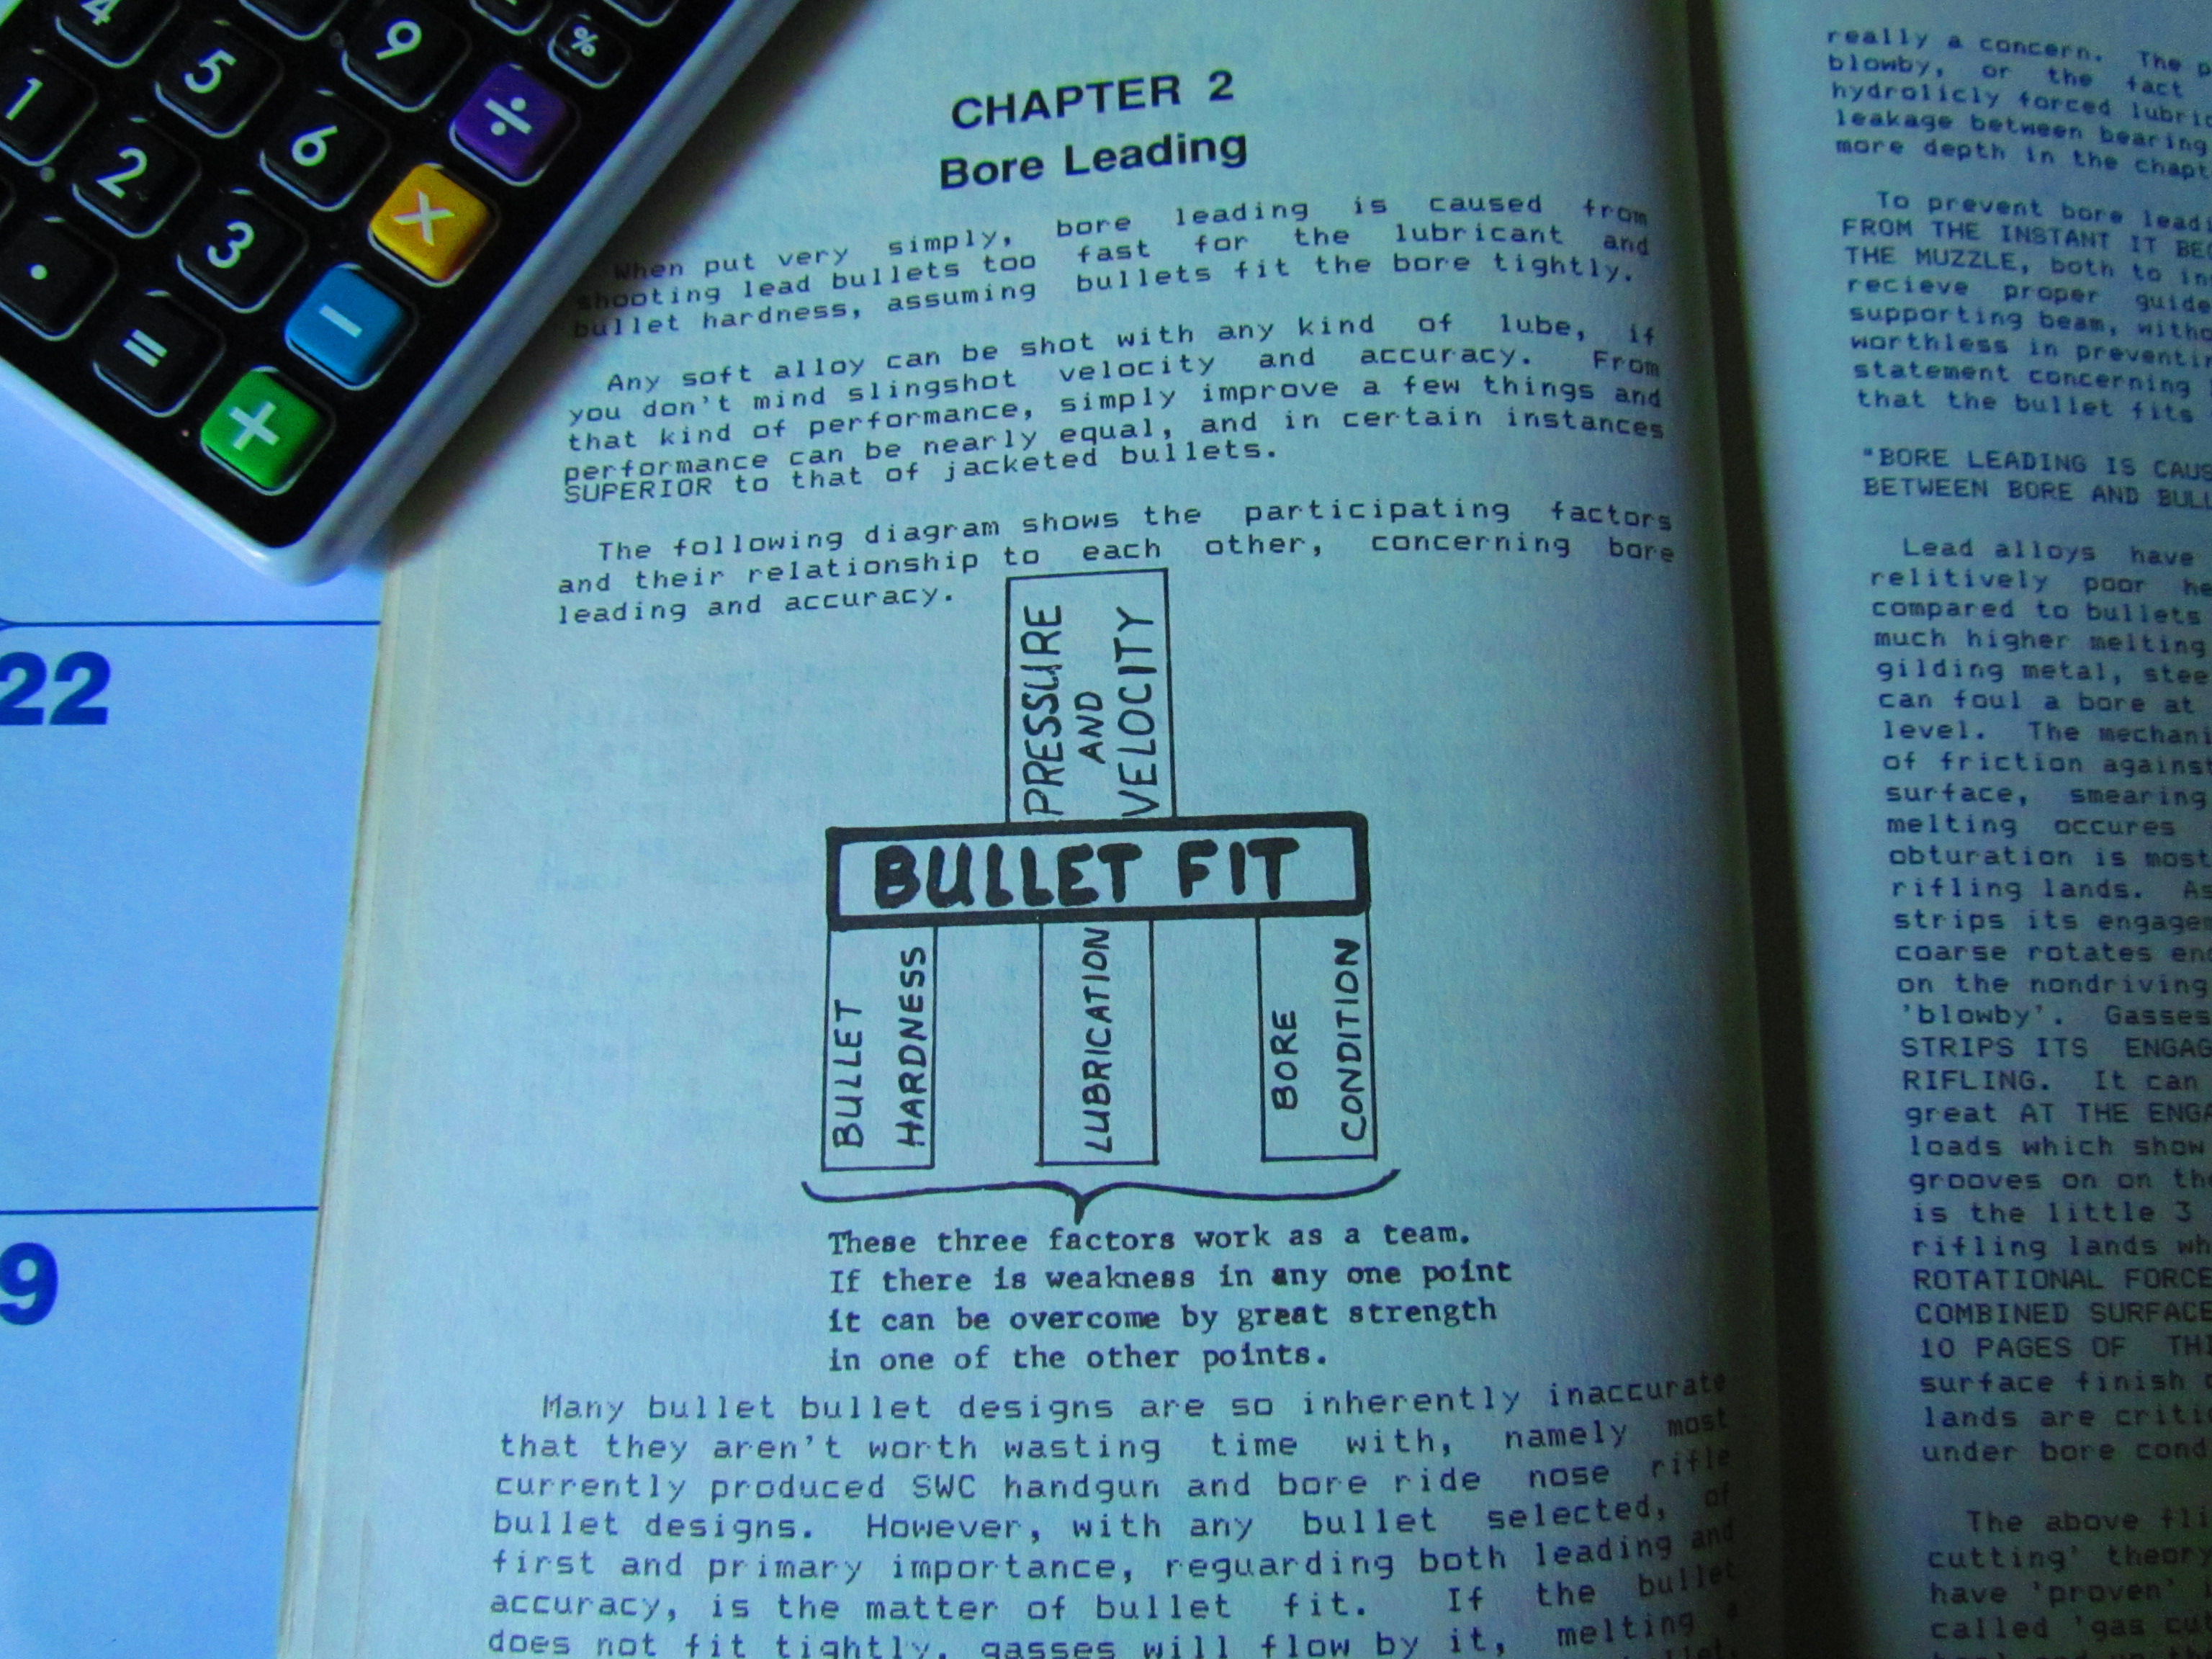 4
5
9
%
1
2
6
÷
.
3
×
=
−
+
22
9
CHAPTER 2
Bore Leading
When put very simply, bore leading is caused from
shooting lead bullets too fast for the lubricant and
bullet hardness, assuming bullets fit the bore tightly.
Any soft alloy can be shot with any kind of lube, if
you don't mind slingshot velocity and accuracy. From
that kind of performance, simply improve a few things and
performance can be nearly equal, and in certain instances
SUPERIOR to that of jacketed bullets.
The following diagram shows the participating factors
and their relationship to each other, concerning bore
leading and accuracy.
PRESSURE
AND
VELOCITY
BULLET FIT
BULLET
HARDNESS
LUBRICATION
BORE
CONDITION
These three factors work as a team.
If there is weakness in any one point
it can be overcome by great strength
in one of the other points.
Many bullet bullet designs are so inherently inaccurate
that they aren't worth wasting time with, namely most
currently produced SWC handgun and bore ride nose rifle
bullet designs. However, with any bullet selected, of
first and primary importance, reguarding both leading and
accuracy, is the matter of bullet fit. If the bullet
does not fit tightly, gasses will flow by it, melting a
really a concern. The
blowby, or the fact
hydrolicly forced
leakage between bearing
more depth in the
To prevent bore
FROM THE INSTANT IT
THE MUZZLE, both to
recieve proper
supporting beam,
worthless in
statement concerning
that the bullet fits
"BORE LEADING IS
BETWEEN BORE AND
Lead alloys have
relitively poor
compared to bullets
much higher melting
gilding metal,
can foul a bore at
level. The
of friction against
surface, smearing
melting occures
obturation is most
rifling lands. As
strips its
coarse rotates
on the nondriving
'blowby'. Gasses
STRIPS ITS
RIFLING. It can
great AT THE
loads which show
grooves on on
is the little 3
rifling lands
ROTATIONAL FORCE
COMBINED SURFACE
10 PAGES OF
surface finish
lands are
under bore
The above
cutting' theory
have 'proven'
called 'gas